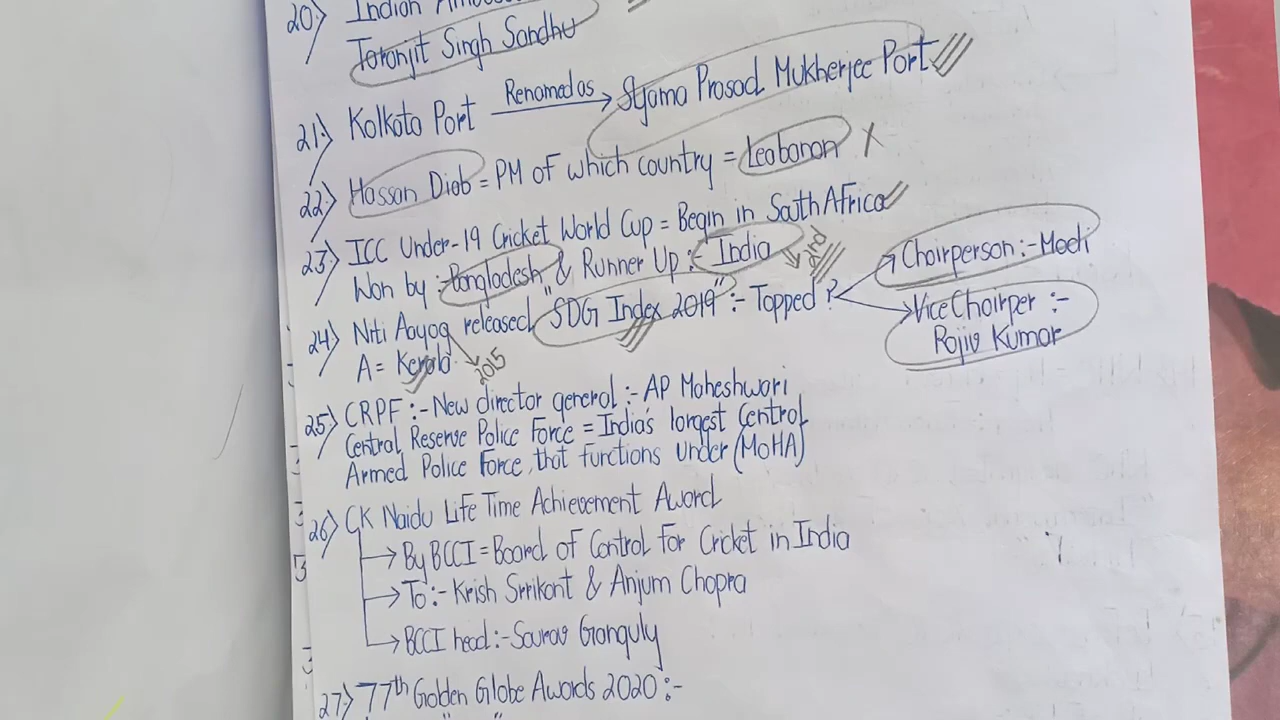 20) Indian
Taranjit Singh Sandhu
21) Kolkata Port Renamed as Syama Prasad Mukherjee Port
22) Hassan Diab = PM of which country = Leabanon X
23) ICC Under-19 Cricket World Cup = Begin in South Africa
Won by :- Bangladesh & Runner Up :- India 2nd
24) Niti Aayog released "SDG Index 2019" :- Topped ?
Chairperson :- Modi
Vice Chairper :-
Rajiv Kumar
A = Kerala 2015
25) CRPF :- New director general :- AP Maheshwari
Central Reserve Police Force = India's largest Central
Armed Police Force, that functions under (MoHA)
26) CK Naidu Life Time Achievement Award
By BCCI = Board of Control For Cricket in India
To :- Krish Srrikant & Anjum Chopra
BCCI head :- Sourav Ganguly
27) 77th Golden Globe Awards 2020 :-